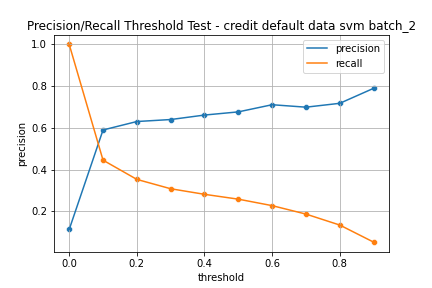 Precision/Recall Threshold Test - credit default data svm batch_2
precision
recall
1.0
0.8
0.6
0.4
0.2
precision
0.0
0.2
0.4
0.6
0.8
threshold